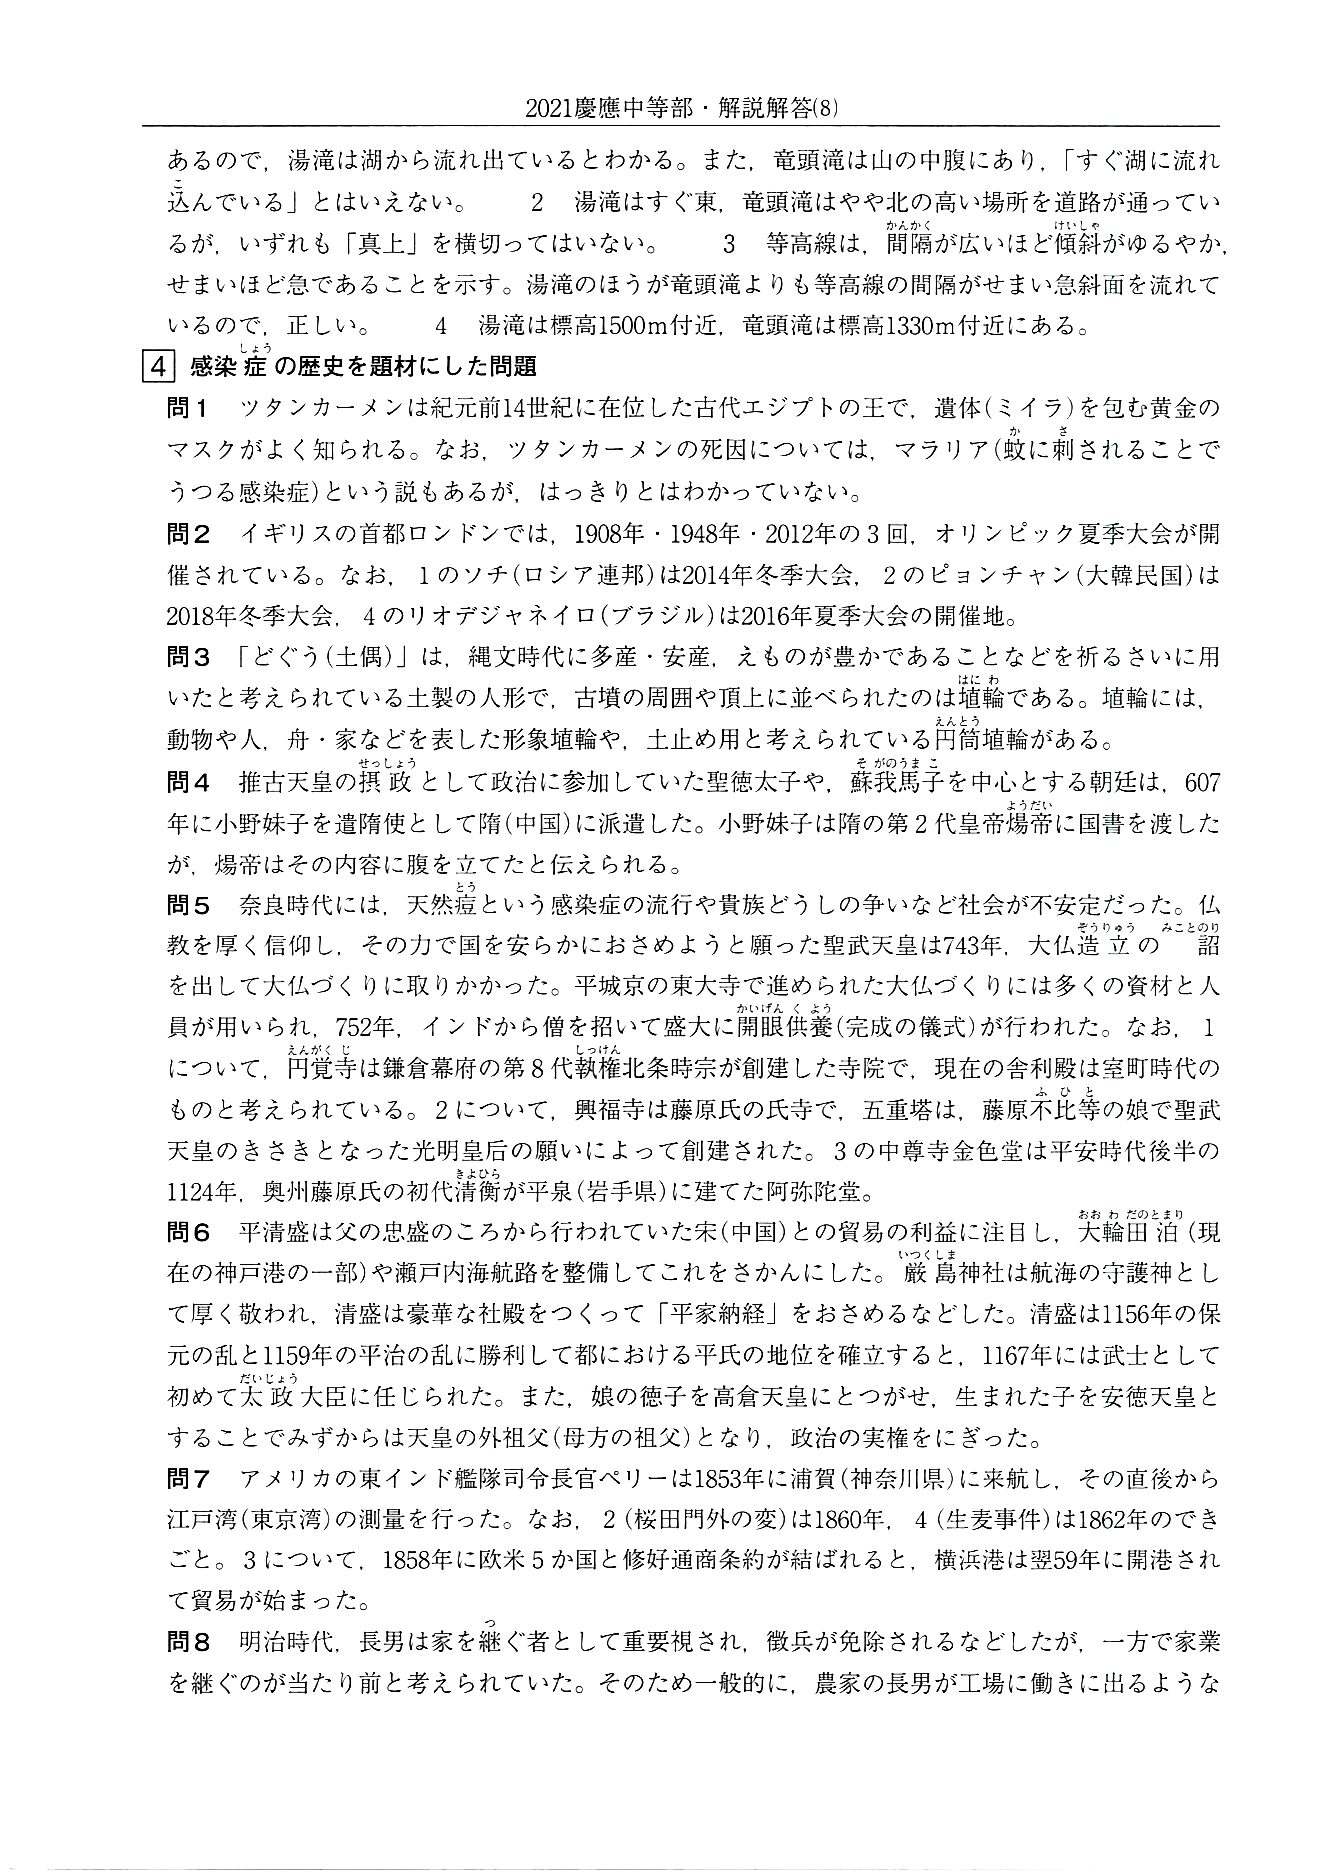 2021慶應中等部・解説解答(8)
あるので，湯滝は湖から流れ出ているとわかる。また，竜頭滝は山の中腹にあり，「すぐ湖に流れ
込んでいる」とはいえない。　　2　湯滝はすぐ東，竜頭滝はやや北の高い場所を道路が通ってい
るが，いずれも「真上」を横切ってはいない。　　3　等高線は，間隔が広いほど傾斜がゆるやか，
せまいほど急であることを示す。湯滝のほうが竜頭滝よりも等高線の間隔がせまい急斜面を流れて
いるので，正しい。　　4　湯滝は標高1500m付近，竜頭滝は標高1330m付近にある。
4 感染症の歴史を題材にした問題
問1　ツタンカーメンは紀元前14世紀に在位した古代エジプトの王で，遺体(ミイラ)を包む黄金の
マスクがよく知られる。なお，ツタンカーメンの死因については，マラリア(蚊に刺されることで
うつる感染症)という説もあるが，はっきりとはわかっていない。
問2　イギリスの首都ロンドンでは，1908年・1948年・2012年の3回，オリンピック夏季大会が開
催されている。なお，1のソチ(ロシア連邦)は2014年冬季大会，2のピョンチャン(大韓民国)は
2018年冬季大会，4のリオデジャネイロ(ブラジル)は2016年夏季大会の開催地。
問3　「どぐう(土偶)」は，縄文時代に多産・安産，えものが豊かであることなどを祈るさいに用
いたと考えられている土製の人形で，古墳の周囲や頂上に並べられたのは埴輪である。埴輪には，
動物や人，舟・家などを表した形象埴輪や，土止め用と考えられている円筒埴輪がある。
問4　推古天皇の摂政として政治に参加していた聖徳太子や，蘇我馬子を中心とする朝廷は，607
年に小野妹子を遣隋使として隋(中国)に派遣した。小野妹子は隋の第2代皇帝煬帝に国書を渡した
が，煬帝はその内容に腹を立てたと伝えられる。
問5　奈良時代には，天然痘という感染症の流行や貴族どうしの争いなど社会が不安定だった。仏
教を厚く信仰し，その力で国を安らかにおさめようと願った聖武天皇は743年，大仏造立の詔
を出して大仏づくりに取りかかった。平城京の東大寺で進められた大仏づくりには多くの資材と人
員が用いられ，752年，インドから僧を招いて盛大に開眼供養(完成の儀式)が行われた。なお，1
について，円覚寺は鎌倉幕府の第8代執権北条時宗が創建した寺院で，現在の舎利殿は室町時代の
ものと考えられている。2について，興福寺は藤原氏の氏寺で，五重塔は，藤原不比等の娘で聖武
天皇のきさきとなった光明皇后の願いによって創建された。3の中尊寺金色堂は平安時代後半の
1124年，奥州藤原氏の初代清衡が平泉(岩手県)に建てた阿弥陀堂。
問6　平清盛は父の忠盛のころから行われていた宋(中国)との貿易の利益に注目し，大輪田泊(現
在の神戸港の一部)や瀬戸内海航路を整備してこれをさかんにした。厳島神社は航海の守護神とし
て厚く敬われ，清盛は豪華な社殿をつくって「平家納経」をおさめるなどした。清盛は1156年の保
元の乱と1159年の平治の乱に勝利して都における平氏の地位を確立すると，1167年には武士として
初めて太政大臣に任じられた。また，娘の徳子を高倉天皇にとつがせ，生まれた子を安徳天皇と
することでみずからは天皇の外祖父(母方の祖父)となり，政治の実権をにぎった。
問7　アメリカの東インド艦隊司令長官ペリーは1853年に浦賀(神奈川県)に来航し，その直後から
江戸湾(東京湾)の測量を行った。なお，2(桜田門外の変)は1860年，4(生麦事件)は1862年のでき
ごと。3について，1858年に欧米5か国と修好通商条約が結ばれると，横浜港は翌59年に開港され
て貿易が始まった。
問8　明治時代，長男は家を継ぐ者として重要視され，徴兵が免除されるなどしたが，一方で家業
を継ぐのが当たり前と考えられていた。そのため一般的に，農家の長男が工場に働きに出るような